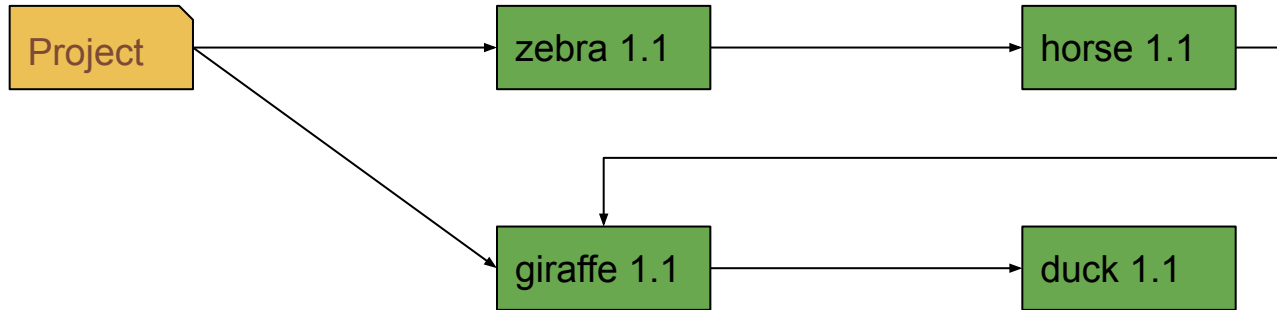 Project
zebra 1.1
horse 1.1
giraffe 1.1
duck 1.1